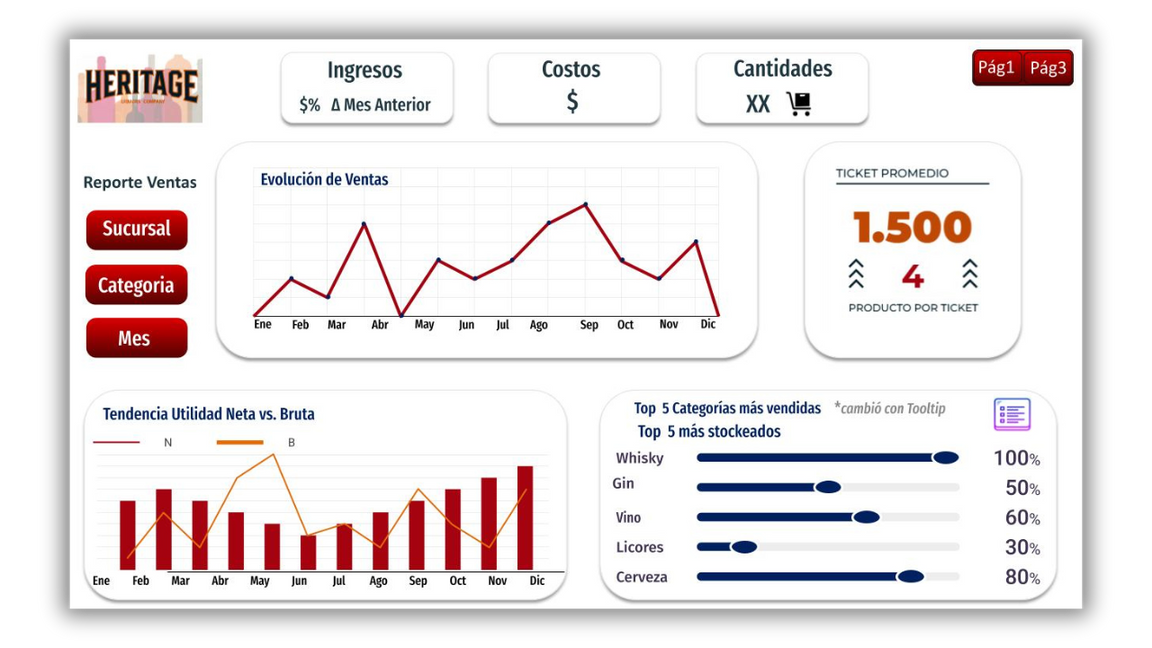 HERITAGE
Ingresos
$% Δ Mes Anterior
Costos
$
Cantidades
XX
Pág1 Pág3
Reporte Ventas
Sucursal
Categoria
Mes
Evolución de Ventas
Ene Feb Mar Abr May Jun Jul Ago Sep Oct Nov Dic
TICKET PROMEDIO
1.500
4
PRODUCTO POR TICKET
Tendencia Utilidad Neta vs. Bruta
N B
Ene Feb Mar Abr May Jun Jul Ago Sep Oct Nov Dic
Top 5 Categorías más vendidas *cambió con Tooltip
Top 5 más stockeados
Whisky 100%
Gin 50%
Vino 60%
Licores 30%
Cerveza 80%